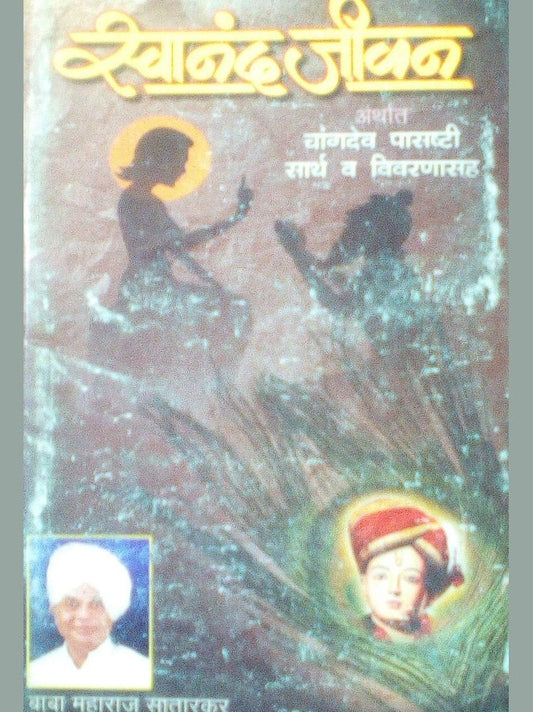 स्वानंद जीवन
अर्थात
चांगदेव पासष्टी
सार्थ व विवरणासह
बाबा महाराज सातारकर